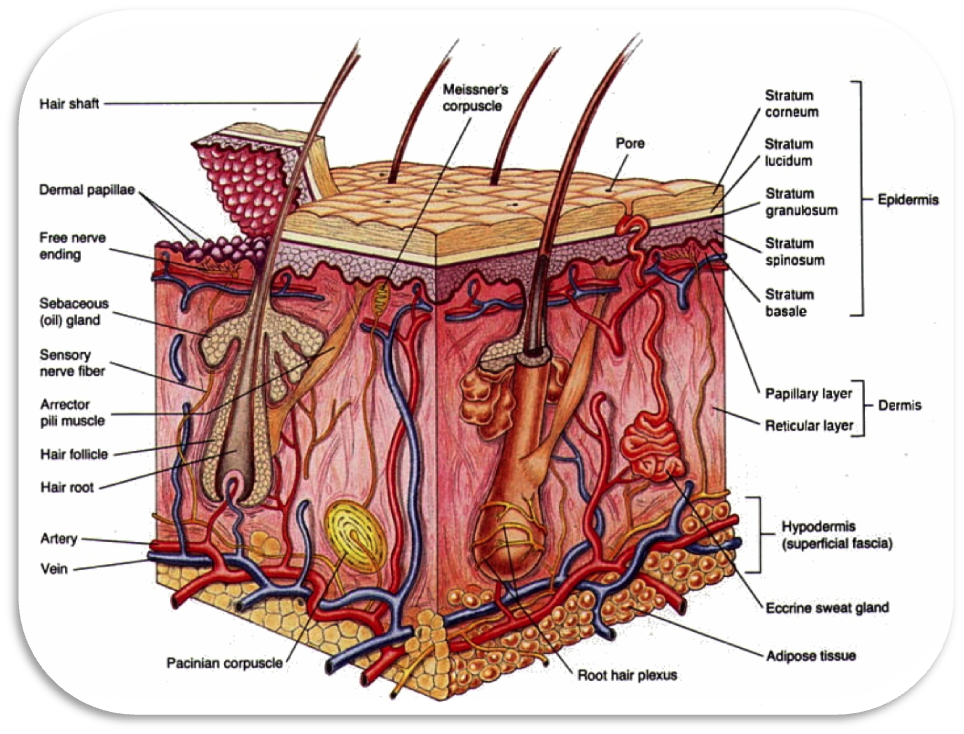 Hair shaft
Dermal papillae
Free nerve
ending
Sebaceous
(oil) gland
Sensory
nerve fiber
Arrector
pili muscle
Hair follicle
Hair root
Artery
Vein
Pacinian corpuscle
Meissner's
corpuscle
Pore
Stratum
corneum
Stratum
lucidum
Stratum
granulosum
Stratum
spinosum
Stratum
basale
Epidermis
Papillary layer
Reticular layer
Dermis
Hypodermis
(superficial fascia)
Eccrine sweat gland
Adipose tissue
Root hair plexus